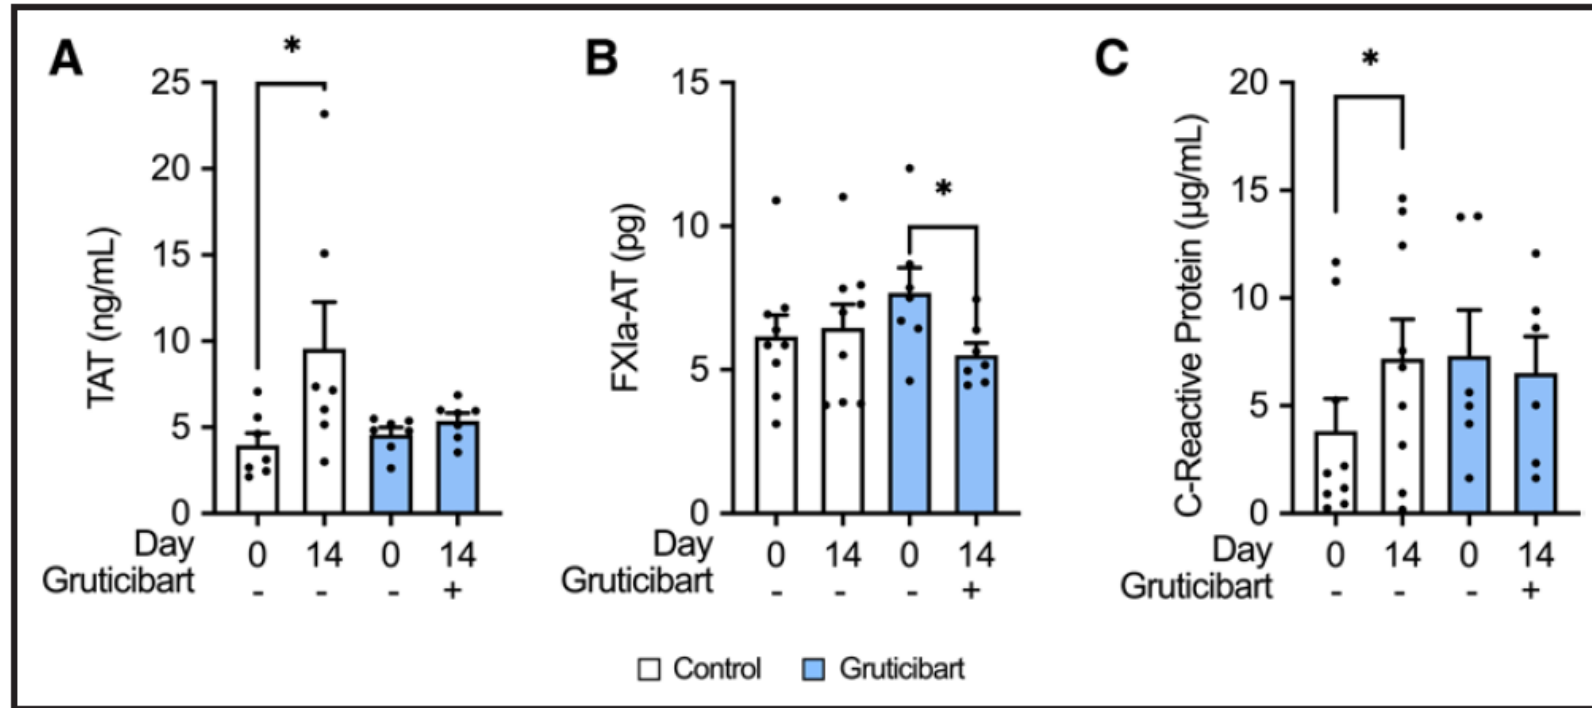 A
*
25
20
15
10
5
0
TAT (ng/mL)
Day 0 14 0 14
Gruticibart - - - +
B
*
15
10
5
0
FXIa-AT (pg)
Day 0 14 0 14
Gruticibart - - - +
C
*
20
15
10
5
0
C-Reactive Protein (µg/mL)
Day 0 14 0 14
Gruticibart - - - +
Control Gruticibart